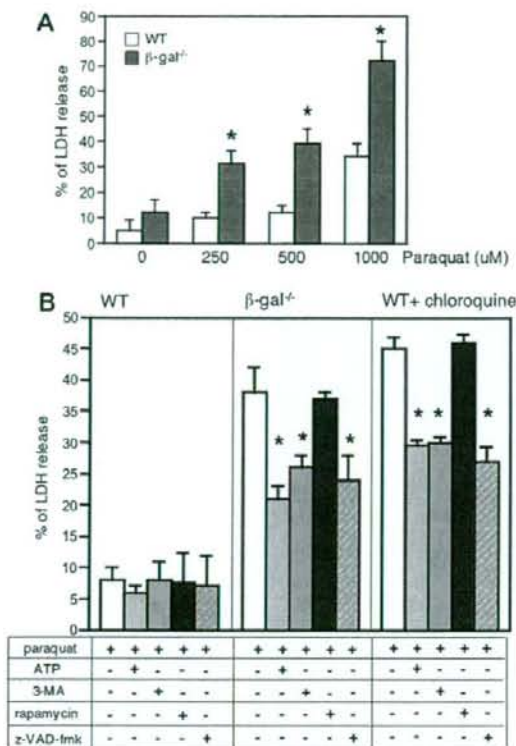 A
WT
β-gal-/-
% of LDH release
90
80
70
60
50
40
30
20
10
0
* * *
0 250 500 1000 Paraquat (uM)
B
WT β-gal-/- WT+ chloroquine
% of LDH release
50
45
40
35
30
25
20
15
10
5
0
* * * * * *
paraquat + + + + + + + + + + + + + + +
ATP - + - - - - + - - - - + - - -
3-MA - - + - - - - + - - - - + - -
rapamycin - - - + - - - - + - - - - + -
z-VAD-fmk - - - - + - - - - + - - - - +